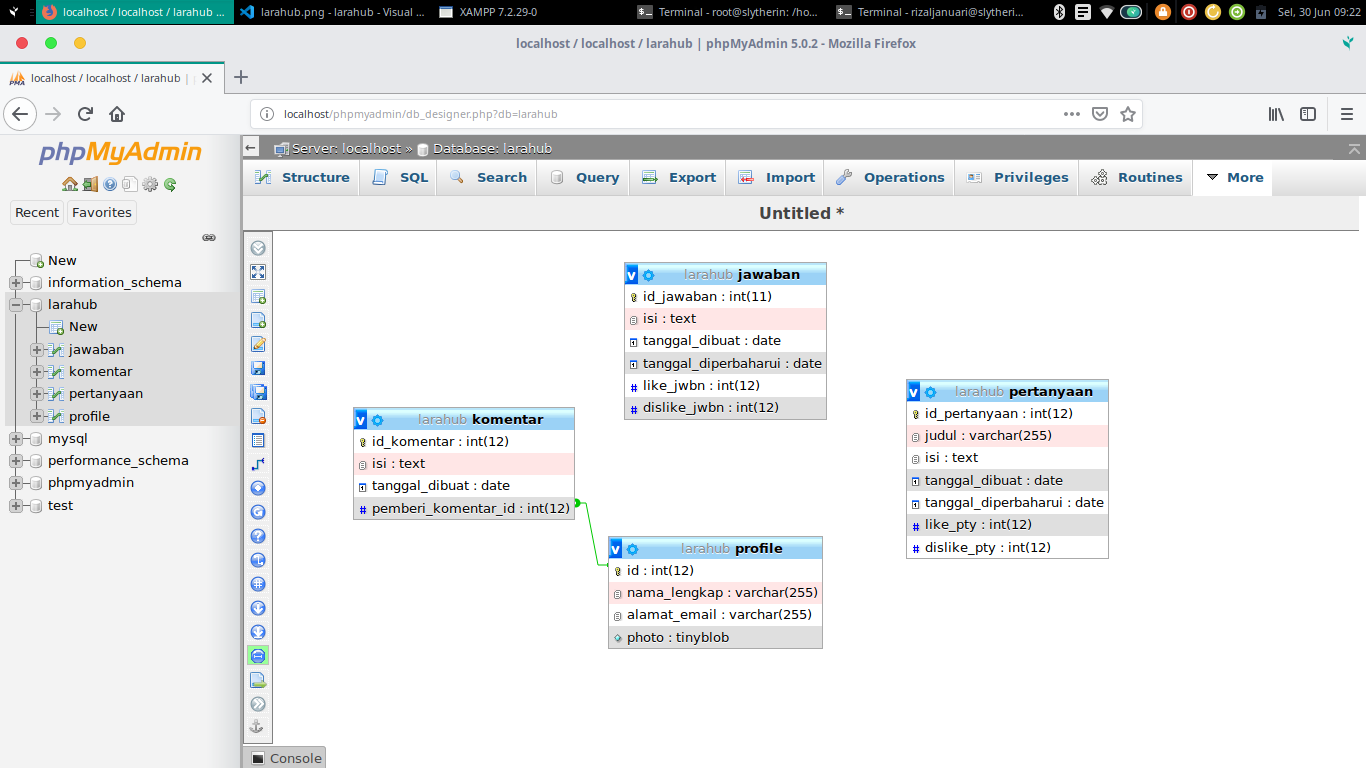 localhost / localhost / larahub ...
larahub.png - larahub - Visual ...
XAMPP 7.2.29-0
Terminal - root@slytherin: /ho...
Terminal - rizaljanuari@slytheri...
Sel, 30 Jun 09:22
localhost / localhost / larahub | phpMyAdmin 5.0.2 - Mozilla Firefox
localhost / localhost / larahub |
localhost/phpmyadmin/db_designer.php?db=larahub
phpMyAdmin
Recent
Favorites
New
information_schema
larahub
New
jawaban
komentar
pertanyaan
profile
mysql
performance_schema
phpmyadmin
test
Server: localhost » Database: larahub
Structure
SQL
Search
Query
Export
Import
Operations
Privileges
Routines
More
Untitled *
v larahub jawaban
id_jawaban : int(11)
isi : text
tanggal_dibuat : date
tanggal_diperbaharui : date
like_jwbn : int(12)
dislike_jwbn : int(12)
v larahub komentar
id_komentar : int(12)
isi : text
tanggal_dibuat : date
pemberi_komentar_id : int(12)
v larahub profile
id : int(12)
nama_lengkap : varchar(255)
alamat_email : varchar(255)
photo : tinyblob
v larahub pertanyaan
id_pertanyaan : int(12)
judul : varchar(255)
isi : text
tanggal_dibuat : date
tanggal_diperbaharui : date
like_pty : int(12)
dislike_pty : int(12)
Console